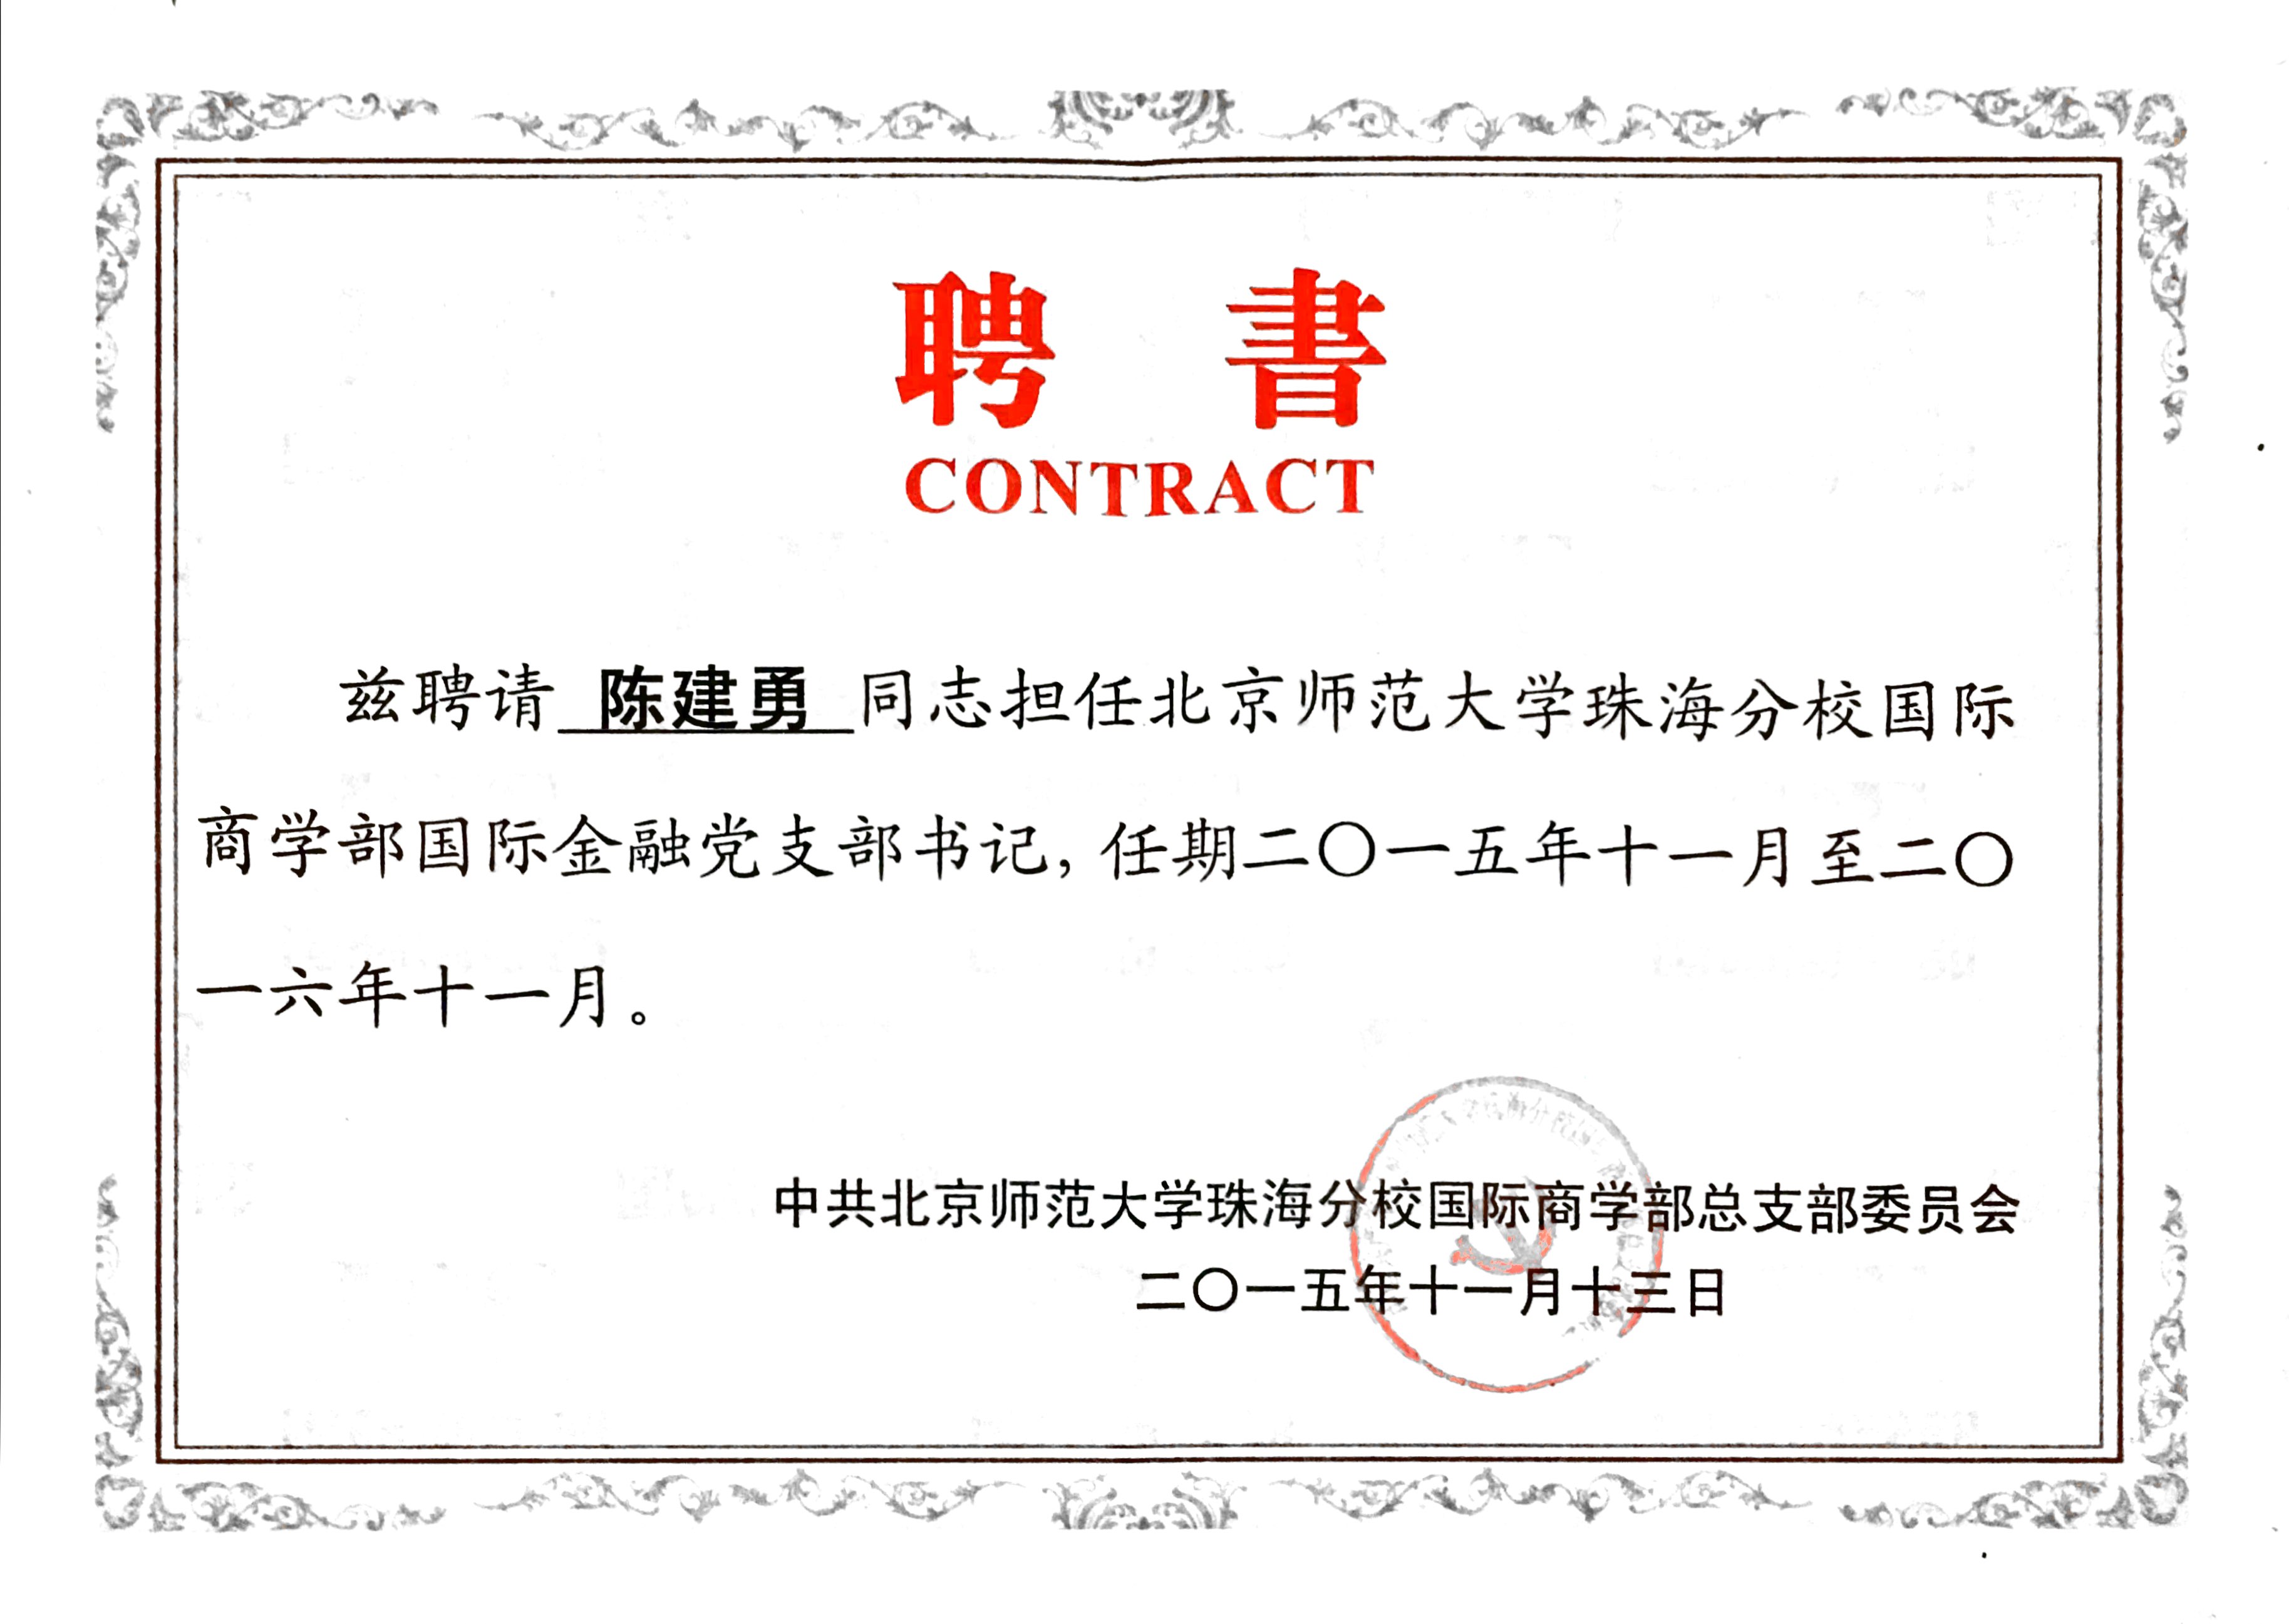 聘書
CONTRACT
兹聘请 陈建勇 同志担任北京师范大学珠海分校国际
商学部国际金融党支部书记，任期二〇一五年十一月至二〇
一六年十一月。
中共北京师范大学珠海分校国际商学部总支部委员会
二〇一五年十一月十三日